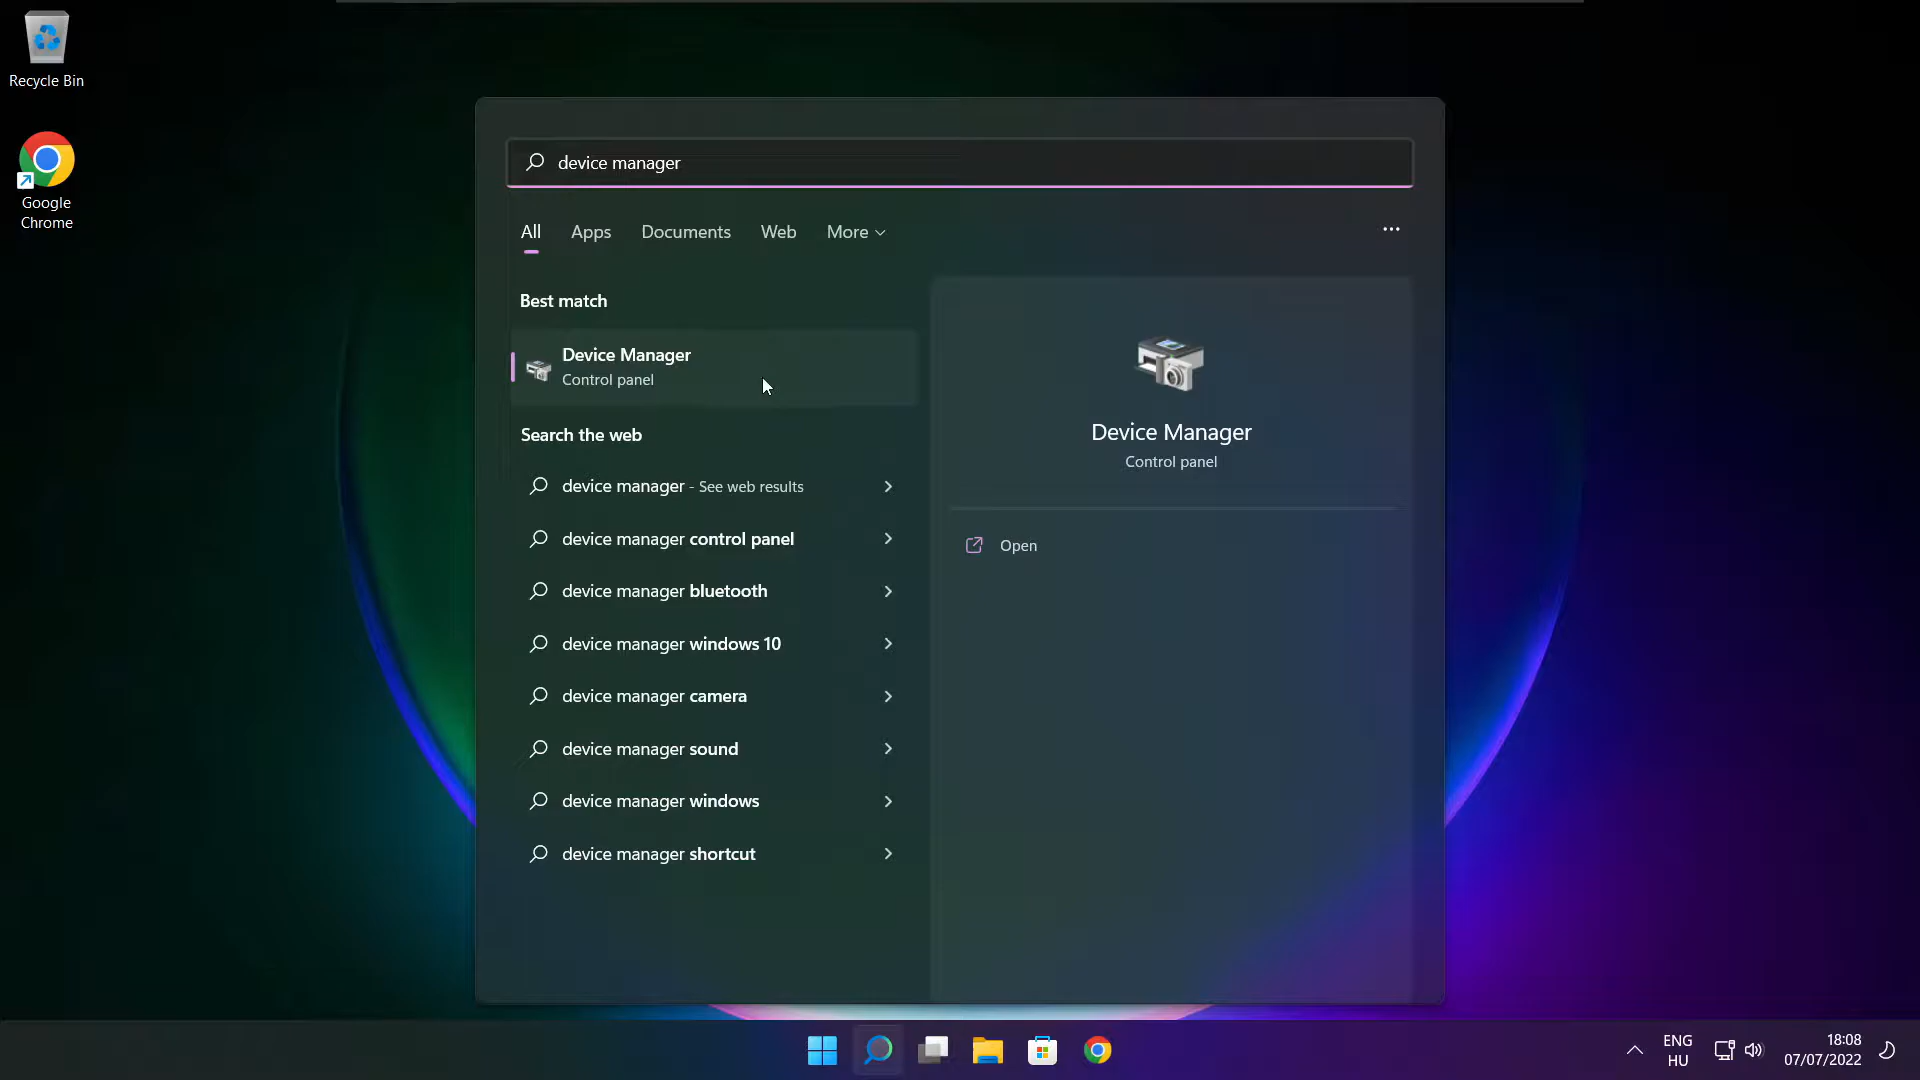 Recycle Bin
Google
Chrome
device manager
All Apps Documents Web More
Best match
Device Manager
Control panel
Search the web
device manager - See web results
device manager control panel
device manager bluetooth
device manager windows 10
device manager camera
device manager sound
device manager windows
device manager shortcut
Device Manager
Control panel
Open
ENG
HU
18:08
07/07/2022